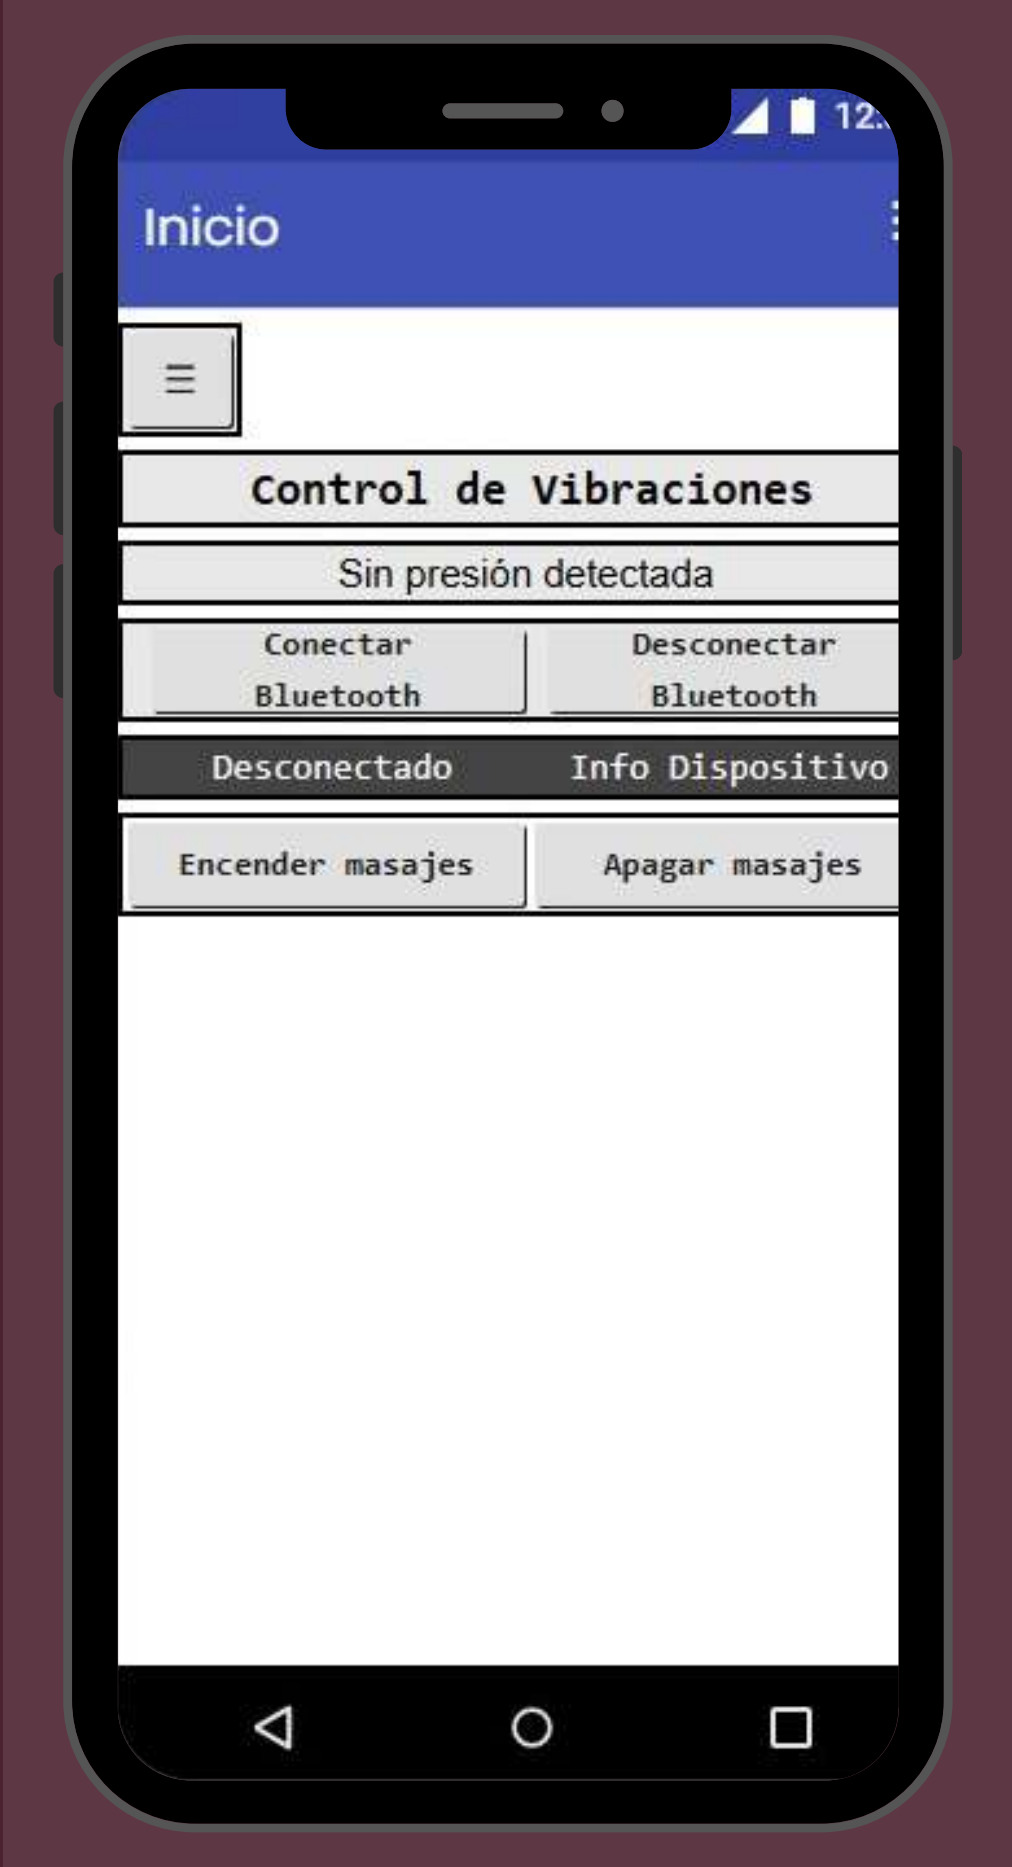 Inicio
☰
Control de Vibraciones
Sin presión detectada
Conectar Desconectar
Bluetooth Bluetooth
Desconectado Info Dispositivo
Encender masajes Apagar masajes